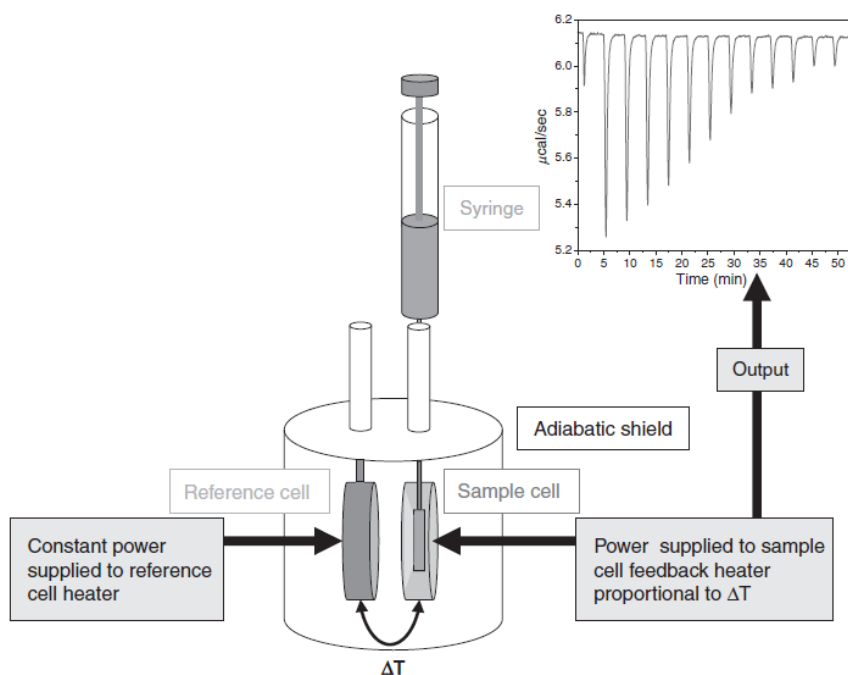 6.2
6.0
5.8
5.6
5.4
5.2
μcal/sec
0 5 10 15 20 25 30 35 40 45 50
Time (min)
Syringe
Output
Adiabatic shield
Reference cell
Sample cell
Constant power
supplied to reference
cell heater
Power supplied to sample
cell feedback heater
proportional to ΔT
ΔT